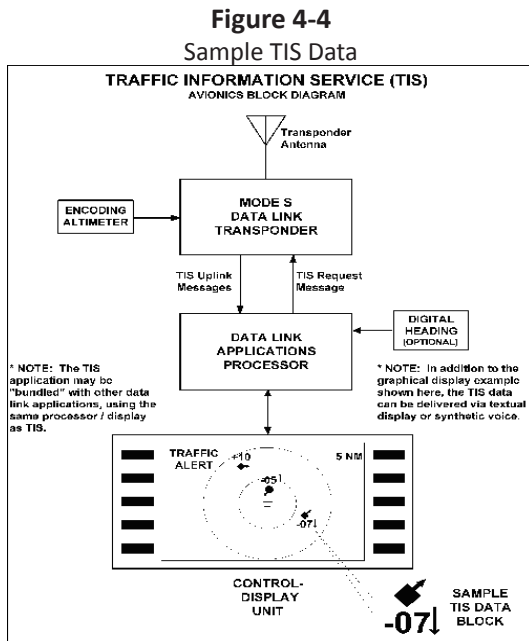 Figure 4-4
Sample TIS Data
TRAFFIC INFORMATION SERVICE (TIS)
AVIONICS BLOCK DIAGRAM
Transponder
Antenna
ENCODING
ALTIMETER
MODE S
DATA LINK
TRANSPONDER
TIS Uplink
Messages
TIS Request
Message
DATA LINK
APPLICATIONS
PROCESSOR
DIGITAL
HEADING
(OPTIONAL)
* NOTE: The TIS
application may be
"bundled" with other data
link applications, using the
same processor / display
as TIS.
* NOTE: In addition to the
graphical display example
shown here, the TIS data
can be delivered via textual
display or synthetic voice.
TRAFFIC
ALERT
+10
5 NM
-05↓
-07↓
CONTROL-
DISPLAY
UNIT
SAMPLE
TIS DATA
BLOCK
-07↓